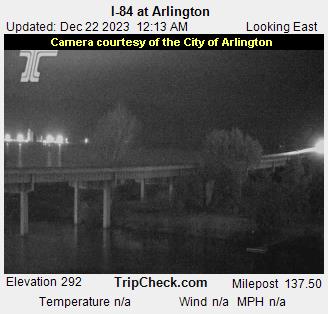 I-84 at Arlington
Updated: Dec 22 2023 12:13 AM Looking East
Camera courtesy of the City of Arlington
Elevation 292 TripCheck.com Milepost 137.50
Temperature n/a Wind n/a MPH n/a